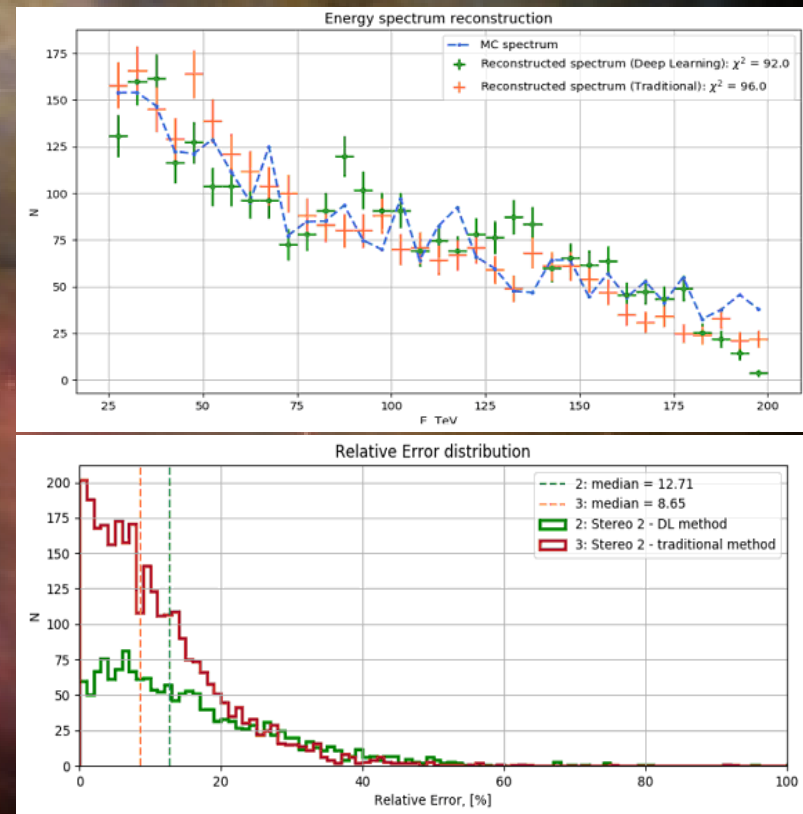 Energy spectrum reconstruction
MC spectrum
Reconstructed spectrum (Deep Learning): χ² = 92.0
Reconstructed spectrum (Traditional): χ² = 96.0
N
175
150
125
100
75
50
25
0
25 50 75 100 125 150 175 200
E, TeV
Relative Error distribution
2: median = 12.71
3: median = 8.65
2: Stereo 2 - DL method
3: Stereo 2 - traditional method
N
200
175
150
125
100
75
50
25
0
0 20 40 60 80 100
Relative Error, [%]